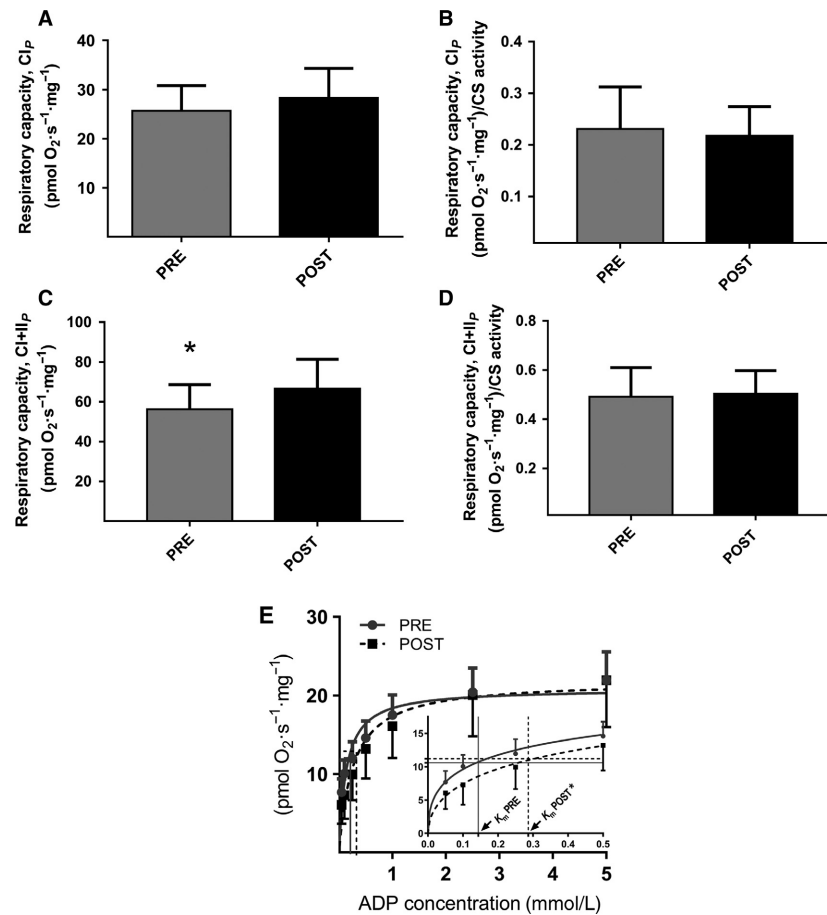 A
Respiratory capacity, CIP
(pmol O2·s−1·mg−1)
40
30
20
10
PRE
POST
B
Respiratory capacity, CIP
(pmol O2·s−1·mg−1)/CS activity
0.4
0.3
0.2
0.1
PRE
POST
C
Respiratory capacity, CI+IIP
(pmol O2·s−1·mg−1)
100
80
60
40
20
*
PRE
POST
D
Respiratory capacity, CI+IIP
(pmol O2·s−1·mg−1)/CS activity
0.8
0.6
0.4
0.2
PRE
POST
E
(pmol O2·s−1·mg−1)
30
20
10
PRE
POST
15
10
5
0
0.0 0.1 0.2 0.3 0.4 0.5
Km PRE
Km POST*
1 2 3 4 5
ADP concentration (mmol/L)